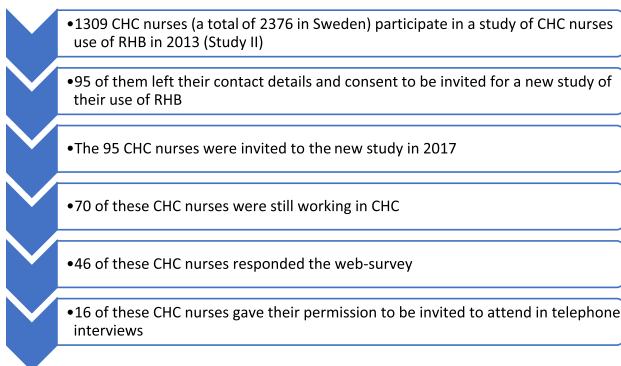 •1309 CHC nurses (a total of 2376 in Sweden) participate in a study of CHC nurses
use of RHB in 2013 (Study II)
•95 of them left their contact details and consent to be invited for a new study of
their use of RHB
•The 95 CHC nurses were invited to the new study in 2017
•70 of these CHC nurses were still working in CHC
•46 of these CHC nurses responded the web-survey
•16 of these CHC nurses gave their permission to be invited to attend in telephone
interviews